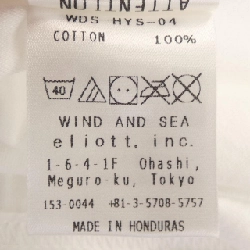 ATTENTION
WDS HYS-04
COTTON 100%
40
WIND AND SEA
eliott, inc.
1-6-4-1F Ohashi,
Meguro-ku, Tokyo
153-0044 +81-3-5708-5757
MADE IN HONDURAS